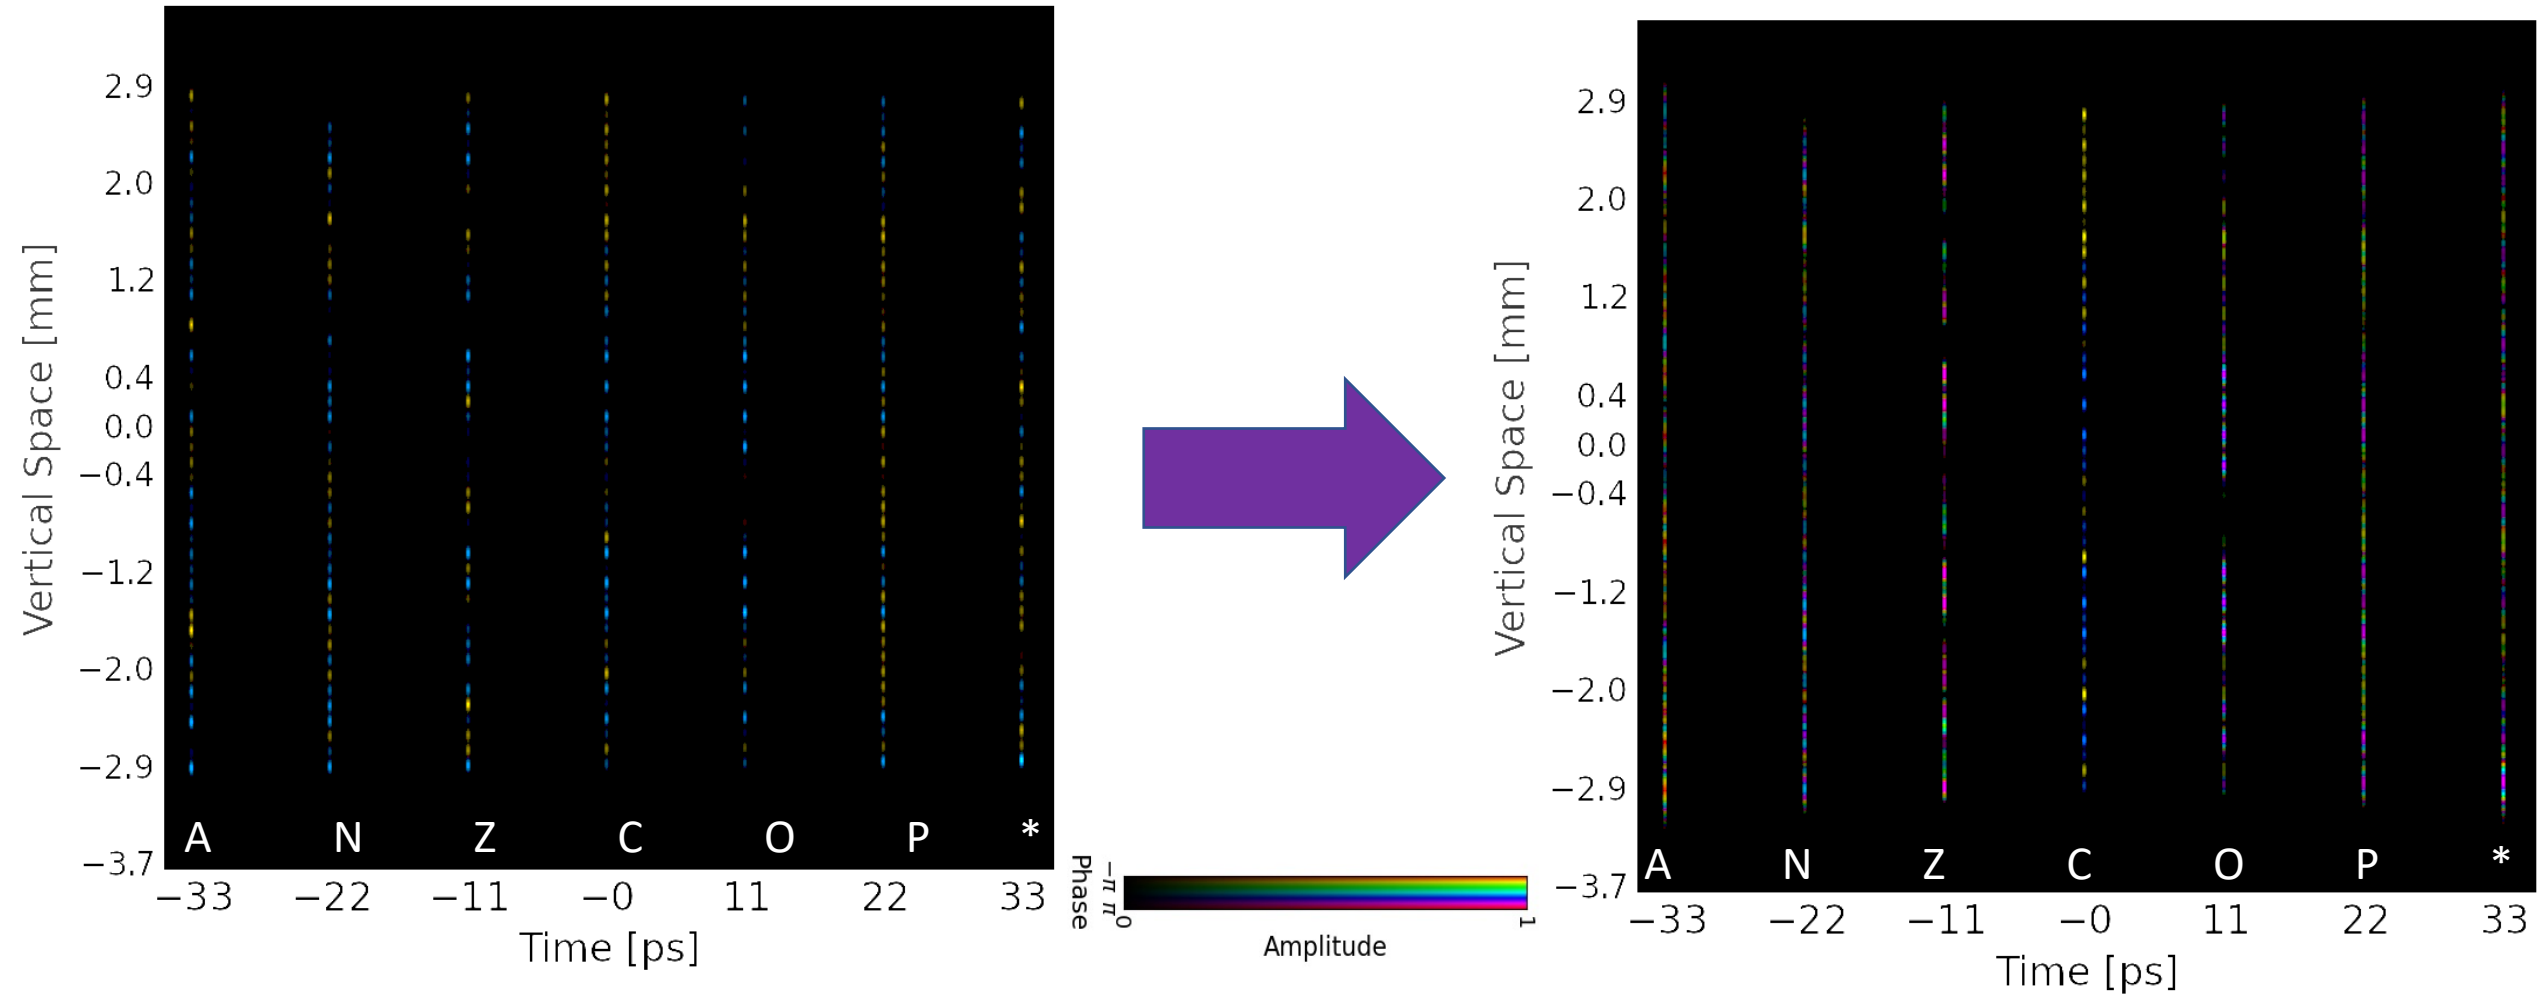 Vertical Space [mm]
2.9
2.0
1.2
0.4
0.0
−0.4
−1.2
−2.0
−2.9
−3.7
A N Z C O P *
−33 −22 −11 −0 11 22 33
Time [ps]
Phase
−π π
0 1
Amplitude
Vertical Space [mm]
2.9
2.0
1.2
0.4
0.0
−0.4
−1.2
−2.0
−2.9
−3.7
A N Z C O P *
−33 −22 −11 −0 11 22 33
Time [ps]